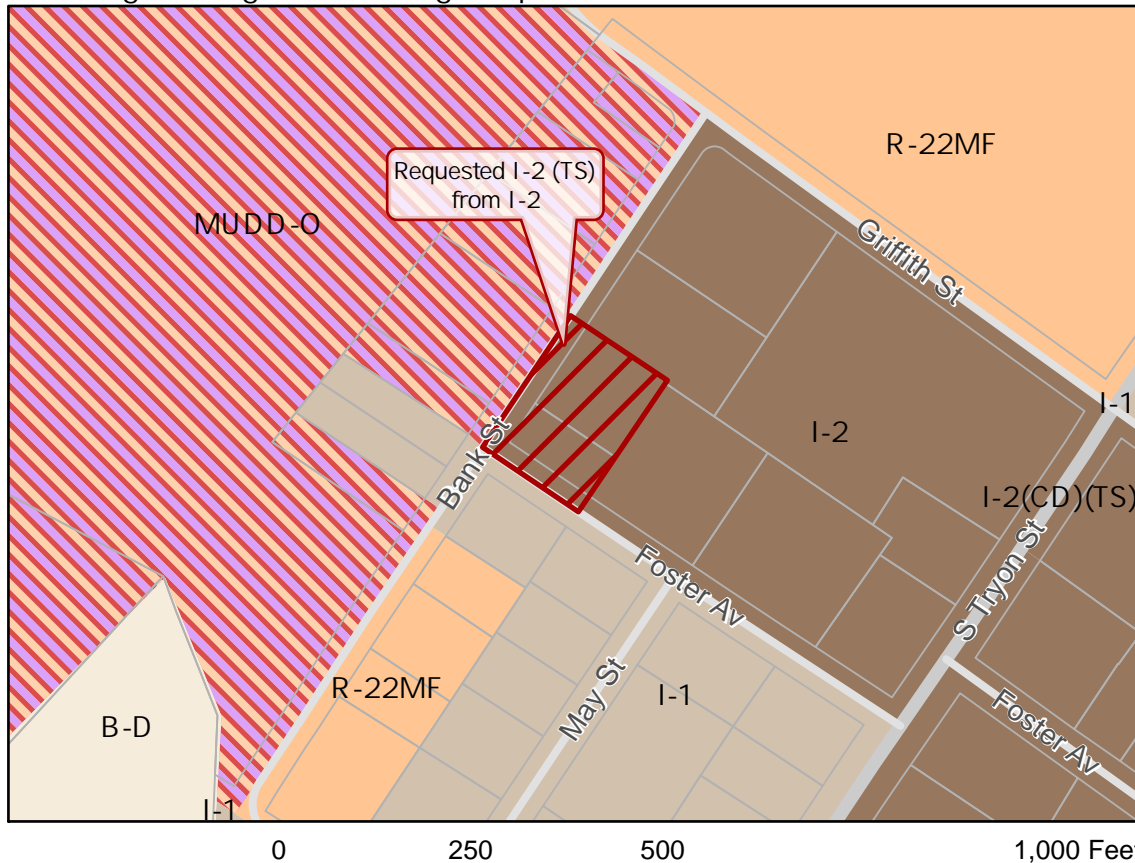 R-22MF
Requested I-2 (TS)
from I-2
MUDD-O
Griffith St
I-1
I-2
Bank St
I-2(CD)(TS)
S Tryon St
Foster Av
R-22MF
May St
I-1
B-D
Foster Av
I-1
0 250 500 1,000 Feet